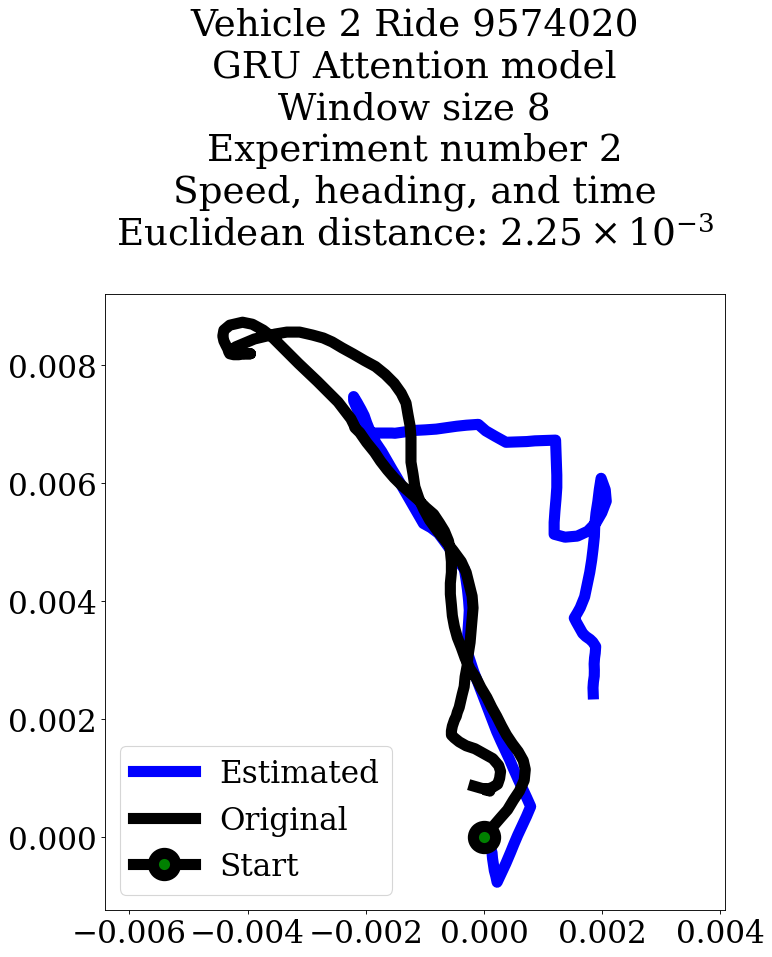 Vehicle 2 Ride 9574020
GRU Attention model
Window size 8
Experiment number 2
Speed, heading, and time
Euclidean distance: 2.25 × 10⁻³
0.008
0.006
0.004
0.002
0.000
Estimated
Original
Start
−0.006 −0.004 −0.002 0.000 0.002 0.004